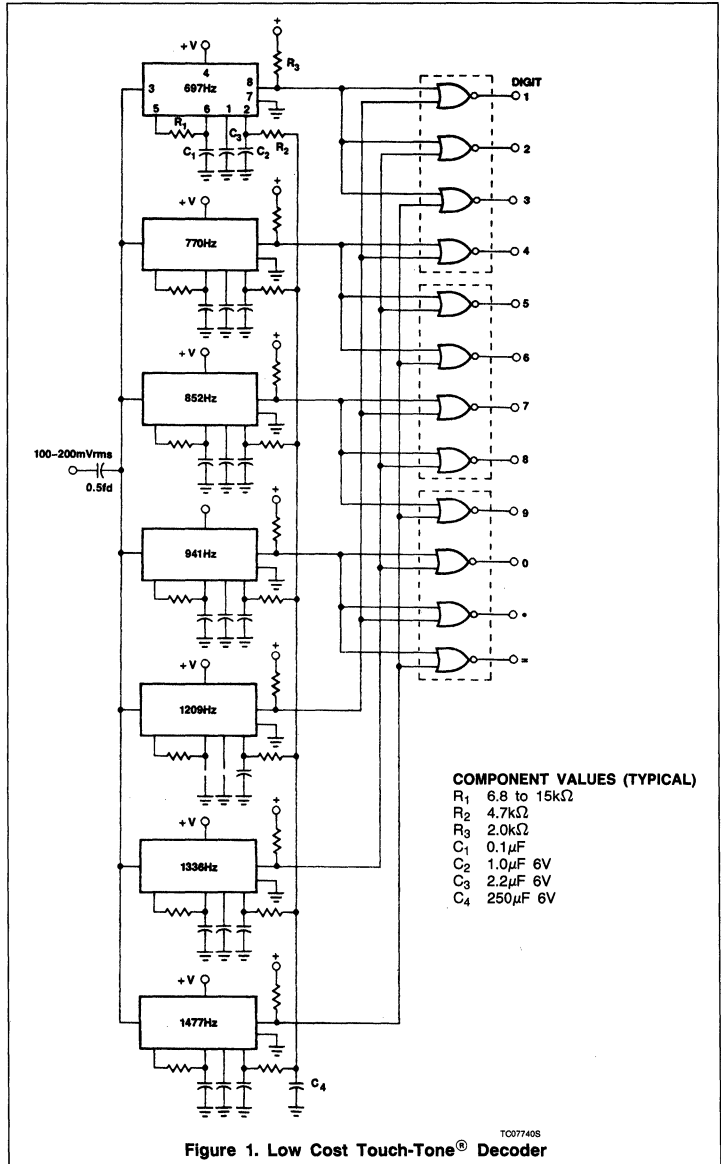 +
+V
R3
4
697Hz
3
8
7
5
6
1
2
R1
C1
C3
C2
R2
DIGIT
1
2
3
4
5
6
7
8
9
0
*
=
+
+V
770Hz
+
+V
852Hz
100–200mVrms
0.5fd
+
941Hz
+
+V
1209Hz
+
+V
1336Hz
+
+V
1477Hz
C4
COMPONENT VALUES (TYPICAL)
R1 6.8 to 15kΩ
R2 4.7kΩ
R3 2.0kΩ
C1 0.1μF
C2 1.0μF 6V
C3 2.2μF 6V
C4 250μF 6V
TC07740S
Figure 1. Low Cost Touch-Tone® Decoder